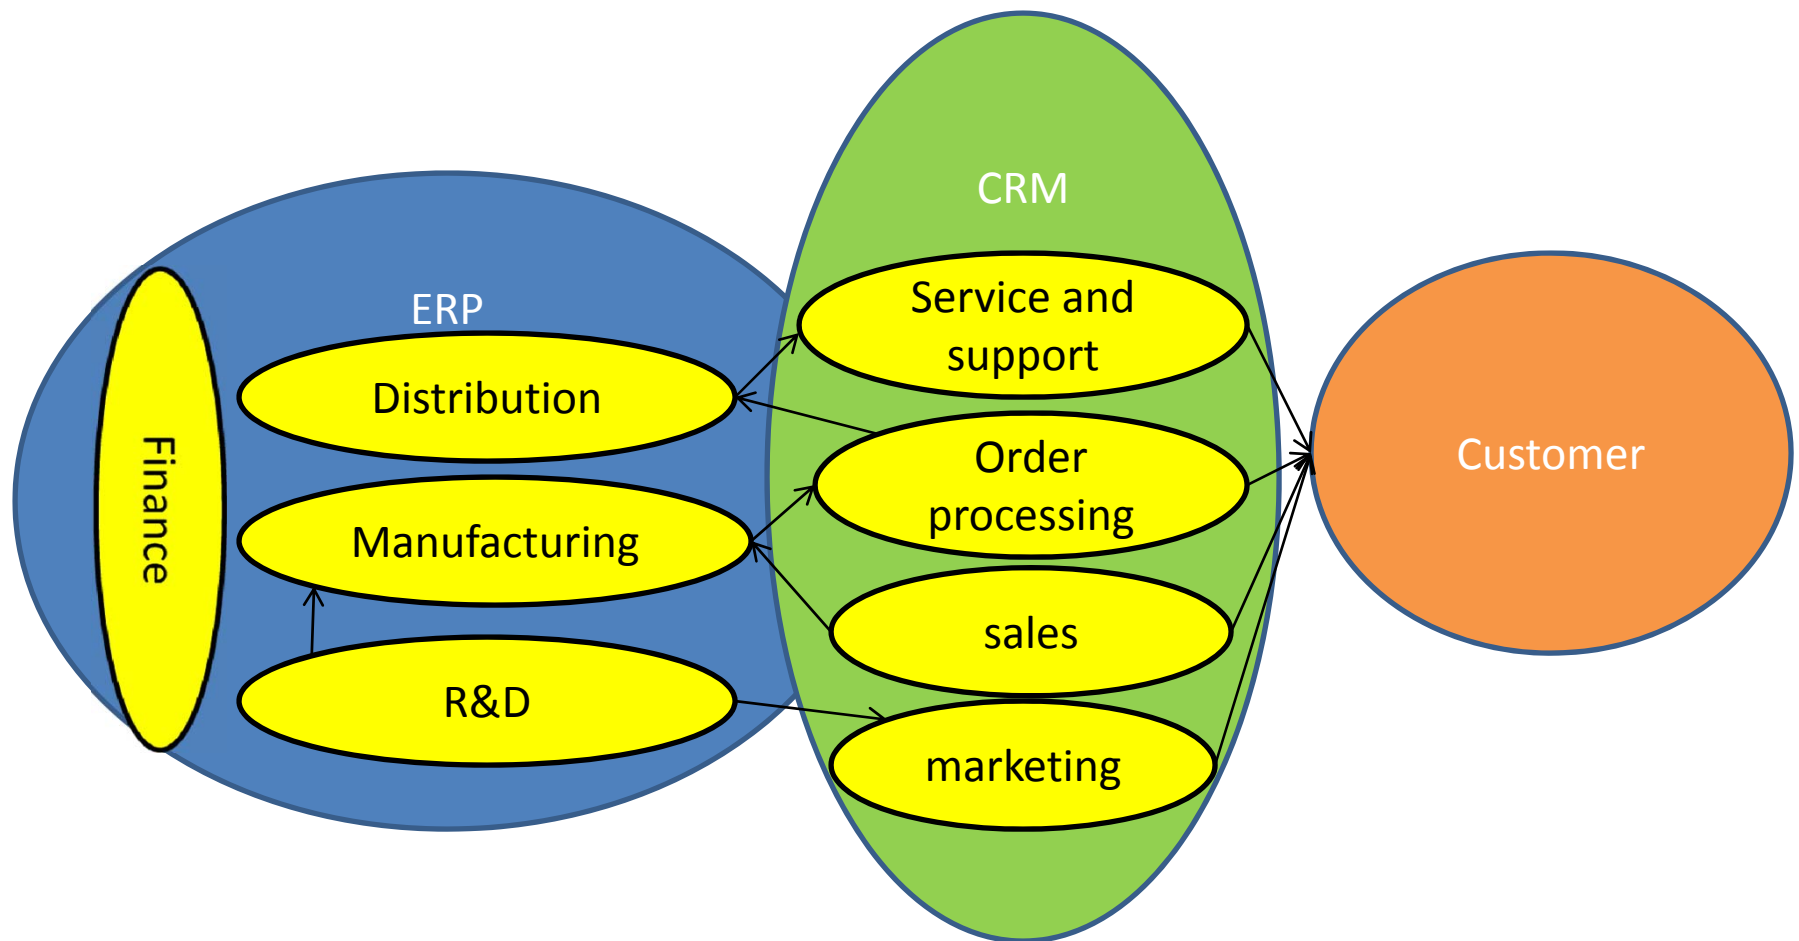 CRM
ERP
Service and
support
Distribution
Order
processing
Finance
Manufacturing
sales
R&D
marketing
Customer